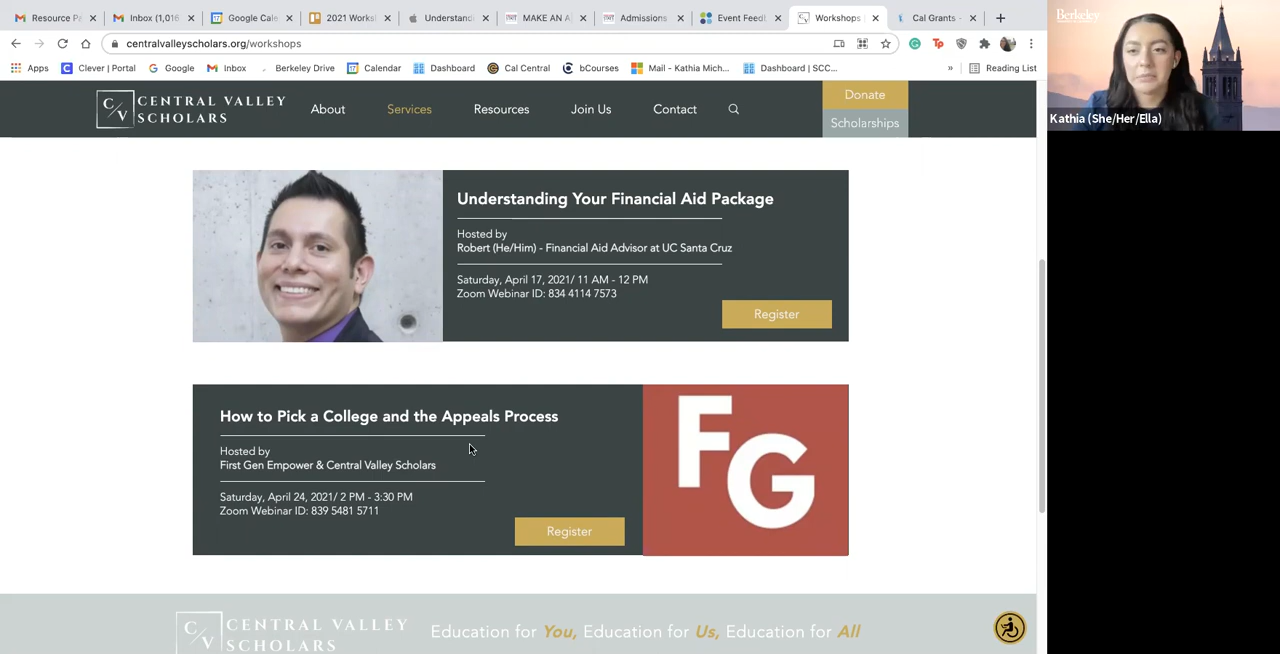 Resource Pa
Inbox (1,016
Google Cale
2021 Works
Understand
MAKE AN A
Admissions
Event Feed
Workshops
Cal Grants -
centralvalleyscholars.org/workshops
Apps
Clever | Portal
Google
Inbox
Berkeley Drive
Calendar
Dashboard
Cal Central
bCourses
Mail - Kathia Mich...
Dashboard | SCC...
»
Reading List
C/V CENTRAL VALLEY
SCHOLARS
About
Services
Resources
Join Us
Contact
Donate
Scholarships
Understanding Your Financial Aid Package
Hosted by
Robert (He/Him) - Financial Aid Advisor at UC Santa Cruz
Saturday, April 17, 2021/ 11 AM - 12 PM
Zoom Webinar ID: 834 4114 7573
Register
How to Pick a College and the Appeals Process
Hosted by
First Gen Empower & Central Valley Scholars
Saturday, April 24, 2021/ 2 PM - 3:30 PM
Zoom Webinar ID: 839 5481 5711
Register
FG
C/V CENTRAL VALLEY
SCHOLARS
Education for You, Education for Us, Education for All
Berkeley
Kathia (She/Her/Ella)